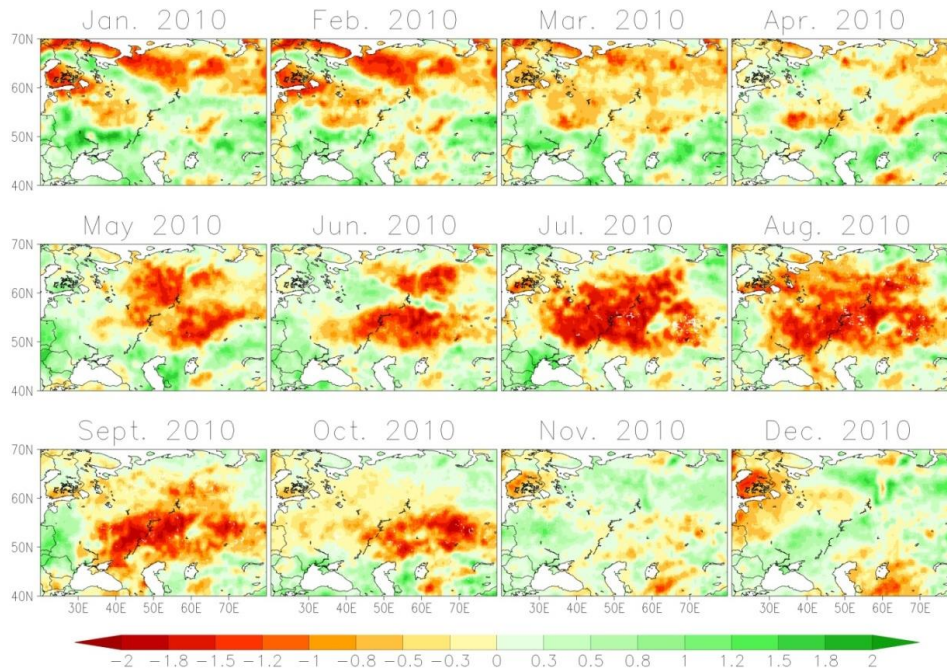 Jan. 2010 Feb. 2010 Mar. 2010 Apr. 2010
70N
60N
50N
40N
May 2010 Jun. 2010 Jul. 2010 Aug. 2010
70N
60N
50N
40N
Sept. 2010 Oct. 2010 Nov. 2010 Dec. 2010
70N
60N
50N
40N
30E 40E 50E 60E 70E 30E 40E 50E 60E 70E 30E 40E 50E 60E 70E 30E 40E 50E 60E 70E
-2 -1.8 -1.5 -1.2 -1 -0.8 -0.5 -0.3 0 0.3 0.5 0.8 1 1.2 1.5 1.8 2